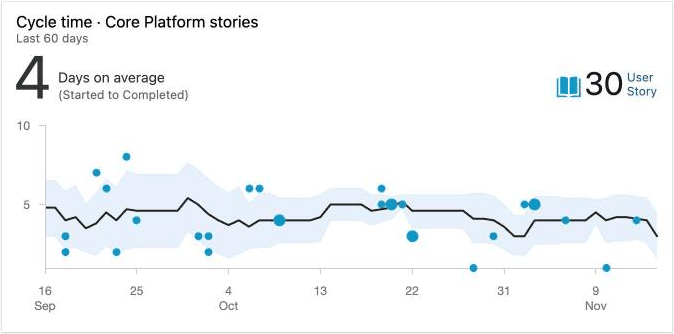 Cycle time · Core Platform stories
Last 60 days
4 Days on average
(Started to Completed)
30 User
Story
10
5
16 25 4 13 22 31 9
Sep Oct Nov